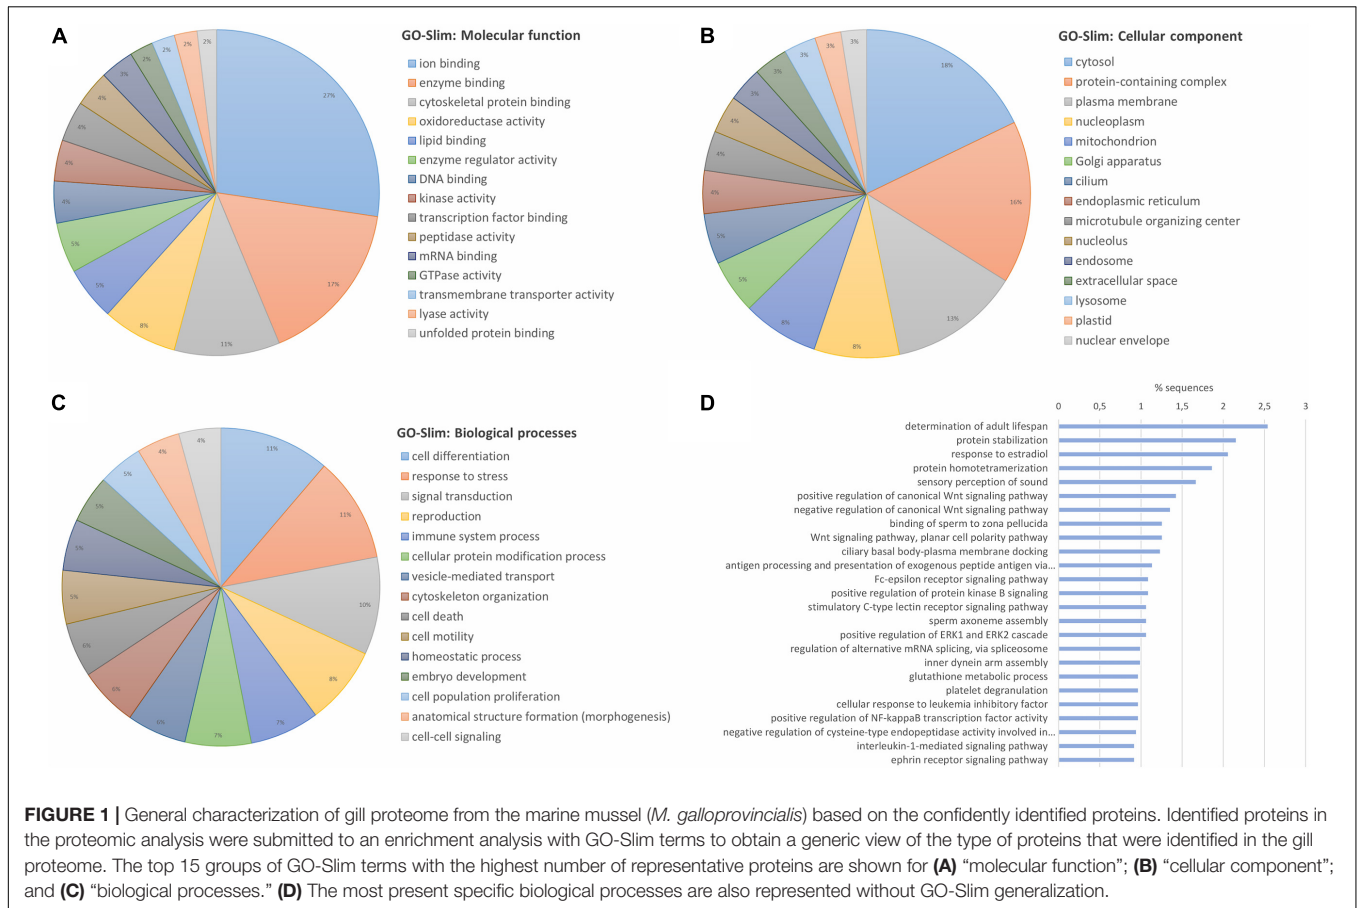 A
GO-Slim: Molecular function
ion binding
enzyme binding
cytoskeletal protein binding
oxidoreductase activity
lipid binding
enzyme regulator activity
DNA binding
kinase activity
transcription factor binding
peptidase activity
mRNA binding
GTPase activity
transmembrane transporter activity
lyase activity
unfolded protein binding
27%
17%
11%
8%
5%
5%
4%
4%
4%
4%
3%
2%
2%
2%
2%
B
GO-Slim: Cellular component
cytosol
protein-containing complex
plasma membrane
nucleoplasm
mitochondrion
Golgi apparatus
cilium
endoplasmic reticulum
microtubule organizing center
nucleolus
endosome
extracellular space
lysosome
plastid
nuclear envelope
18%
16%
13%
8%
8%
5%
5%
4%
4%
4%
3%
3%
3%
3%
3%
C
GO-Slim: Biological processes
cell differentiation
response to stress
signal transduction
reproduction
immune system process
cellular protein modification process
vesicle-mediated transport
cytoskeleton organization
cell death
cell motility
homeostatic process
embryo development
cell population proliferation
anatomical structure formation (morphogenesis)
cell-cell signaling
11%
11%
10%
8%
7%
7%
6%
6%
6%
5%
5%
5%
5%
4%
4%
D
% sequences
0 0,5 1 1,5 2 2,5 3
determination of adult lifespan
protein stabilization
response to estradiol
protein homotetramerization
sensory perception of sound
positive regulation of canonical Wnt signaling pathway
negative regulation of canonical Wnt signaling pathway
binding of sperm to zona pellucida
Wnt signaling pathway, planar cell polarity pathway
ciliary basal body-plasma membrane docking
antigen processing and presentation of exogenous peptide antigen via...
Fc-epsilon receptor signaling pathway
positive regulation of protein kinase B signaling
stimulatory C-type lectin receptor signaling pathway
sperm axoneme assembly
positive regulation of ERK1 and ERK2 cascade
regulation of alternative mRNA splicing, via spliceosome
inner dynein arm assembly
glutathione metabolic process
platelet degranulation
cellular response to leukemia inhibitory factor
positive regulation of NF-kappaB transcription factor activity
negative regulation of cysteine-type endopeptidase activity involved in...
interleukin-1-mediated signaling pathway
ephrin receptor signaling pathway
FIGURE 1 | General characterization of gill proteome from the marine mussel (M. galloprovincialis) based on the confidently identified proteins. Identified proteins in
the proteomic analysis were submitted to an enrichment analysis with GO-Slim terms to obtain a generic view of the type of proteins that were identified in the gill
proteome. The top 15 groups of GO-Slim terms with the highest number of representative proteins are shown for (A) “molecular function”; (B) “cellular component”;
and (C) “biological processes.” (D) The most present specific biological processes are also represented without GO-Slim generalization.